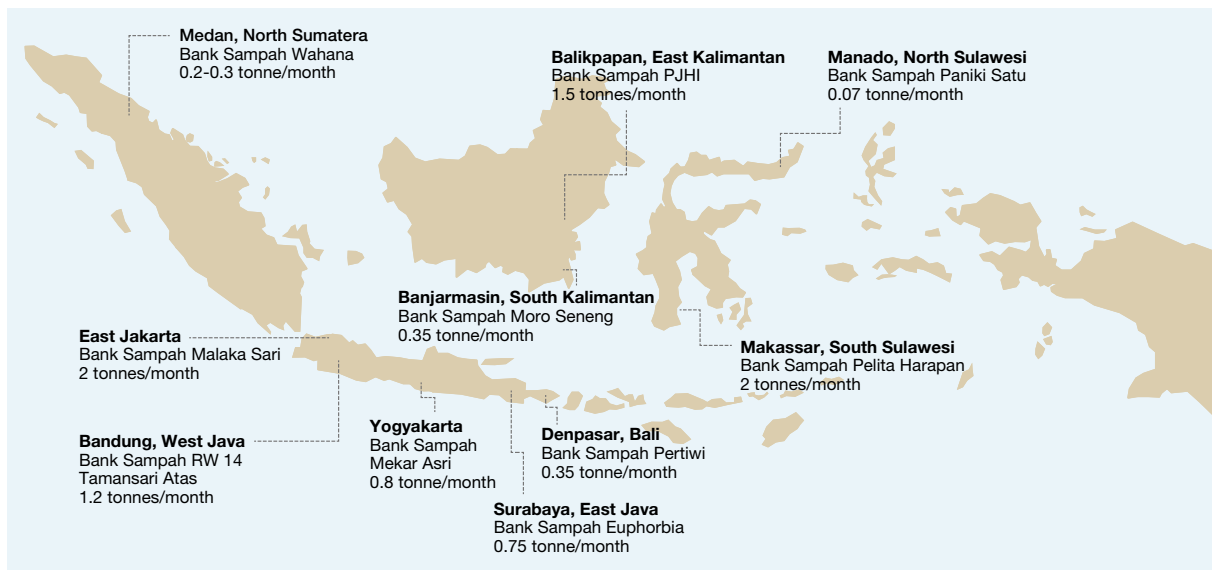 Medan, North Sumatera
Bank Sampah Wahana
0.2-0.3 tonne/month
Balikpapan, East Kalimantan
Bank Sampah PJHI
1.5 tonnes/month
Manado, North Sulawesi
Bank Sampah Paniki Satu
0.07 tonne/month
Banjarmasin, South Kalimantan
Bank Sampah Moro Seneng
0.35 tonne/month
East Jakarta
Bank Sampah Malaka Sari
2 tonnes/month
Makassar, South Sulawesi
Bank Sampah Pelita Harapan
2 tonnes/month
Bandung, West Java
Bank Sampah RW 14
Tamansari Atas
1.2 tonnes/month
Yogyakarta
Bank Sampah
Mekar Asri
0.8 tonne/month
Denpasar, Bali
Bank Sampah Pertiwi
0.35 tonne/month
Surabaya, East Java
Bank Sampah Euphorbia
0.75 tonne/month